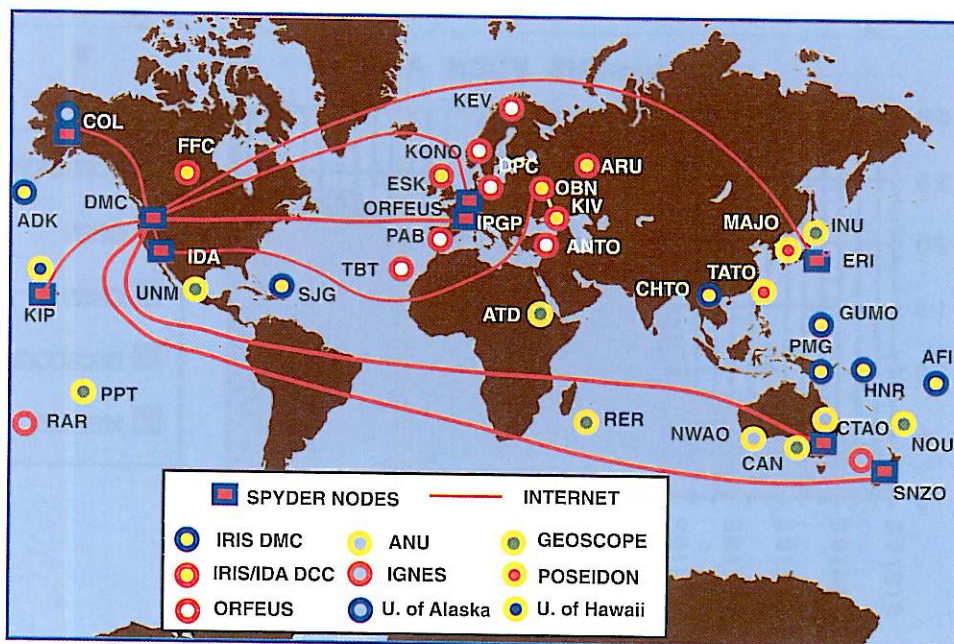 KEV
COL
FFC
KONO
DPC
ESK
OBN
ARU
ADK
DMC
ORFEUS
IPGP
KIV
MAJO
INU
IDA
PAB
ANTO
ERI
TBT
TATO
UNM
SJG
CHTO
KIP
ATD
GUMO
PMG
AFI
PPT
HNR
RAR
RER
NWAO
CTAO
CAN
NOU
SNZO
SPYDER NODES
INTERNET
IRIS DMC
ANU
GEOSCOPE
IRIS/IDA DCC
IGNES
POSEIDON
ORFEUS
U. of Alaska
U. of Hawaii